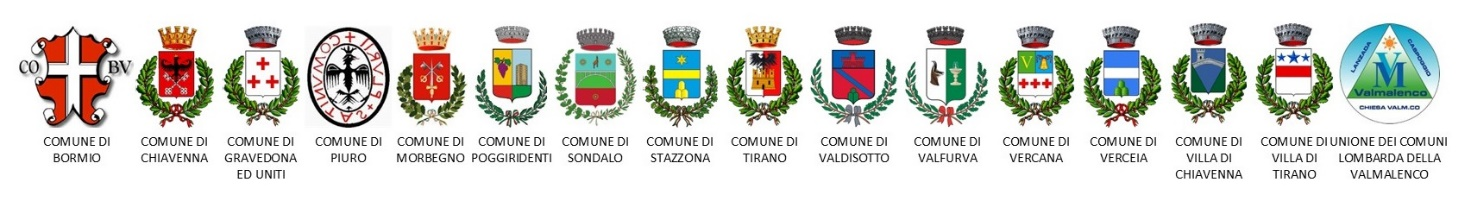 CO BV
COMUNE DI
BORMIO
COMUNE DI
CHIAVENNA
COMUNE DI
GRAVEDONA
ED UNITI
COMUNE DI
PIURO
COMUNE DI
MORBEGNO
COMUNE DI
POGGIRIDENTI
COMUNE DI
SONDALO
COMUNE DI
STAZZONA
COMUNE DI
TIRANO
COMUNE DI
VALDISOTTO
COMUNE DI
VALFURVA
V
COMUNE DI
VERCANA
COMUNE DI
VERCEIA
COMUNE DI
VILLA DI
CHIAVENNA
COMUNE DI
VILLA DI
TIRANO
LANZADA
CASPOGGIO
M
Valmalenco
CHIESA VALM.CO
UNIONE DEI COMUNI
LOMBARDA DELLA
VALMALENCO